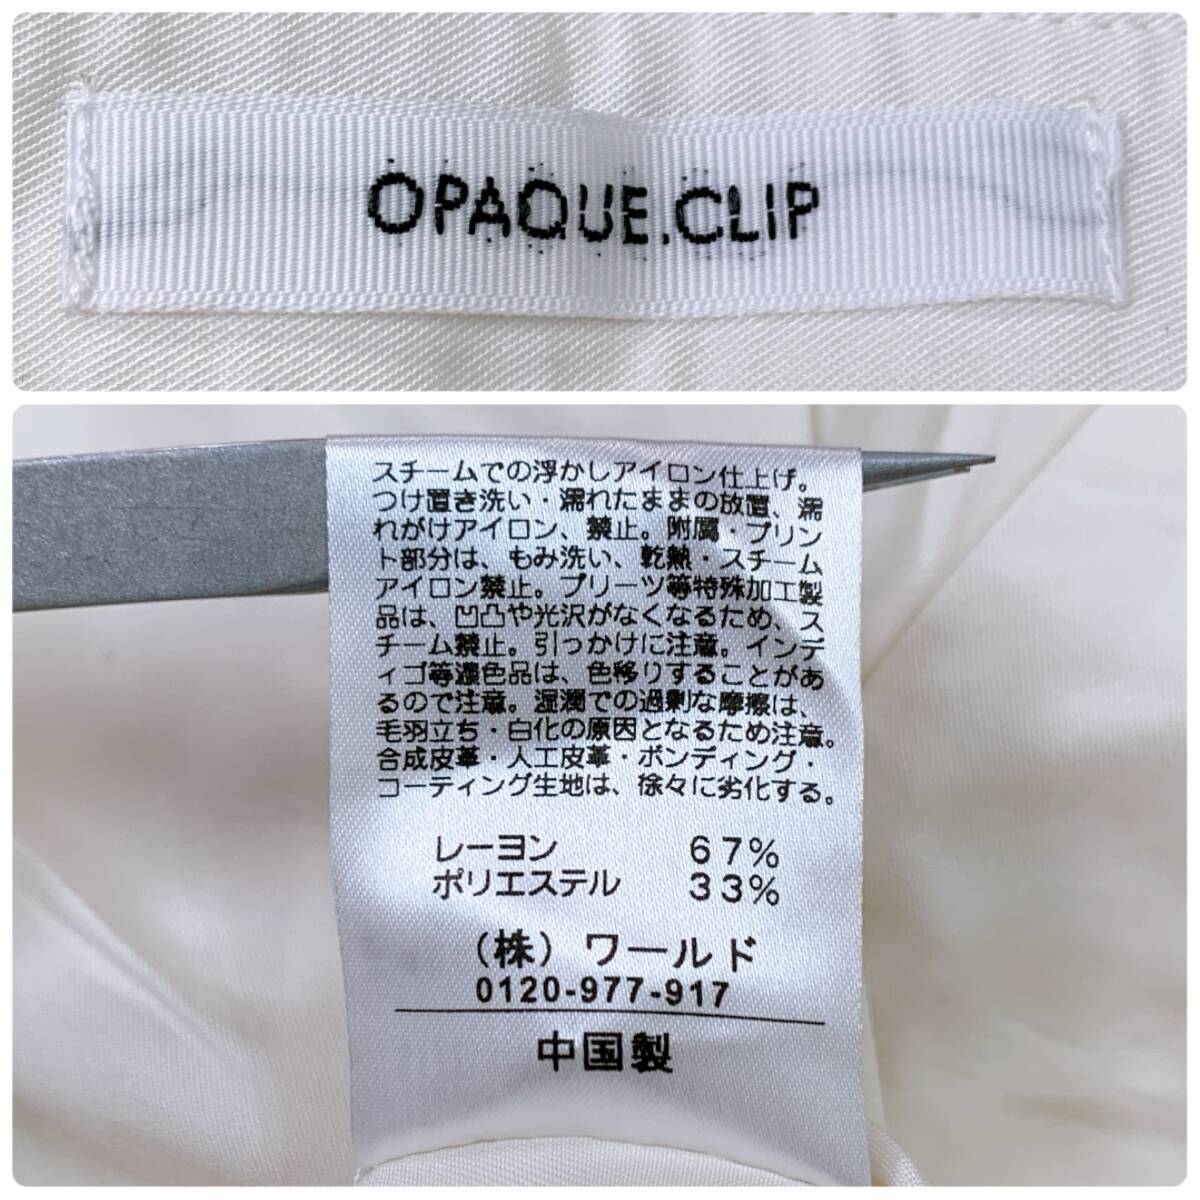 OPAQUE.CLIP
スチームでの浮かしアイロン仕上げ。
つけ置き洗い・濡れたままの放置、濡
れがけアイロン、禁止。附属・プリン
ト部分は、もみ洗い、乾熱・スチーム
アイロン禁止。プリーツ等特殊加工製
品は、凹凸や光沢がなくなるため、ス
チーム禁止。引っかけに注意。インデ
ィゴ等濃色品は、色移りすることがあ
るので注意。湿潤での過剰な摩擦は、
毛羽立ち・白化の原因となるため注意。
合成皮革・人工皮革・ボンディング・
コーティング生地は、徐々に劣化する。
レーヨン 67%
ポリエステル 33%
(株)ワールド
0120-977-917
中国製